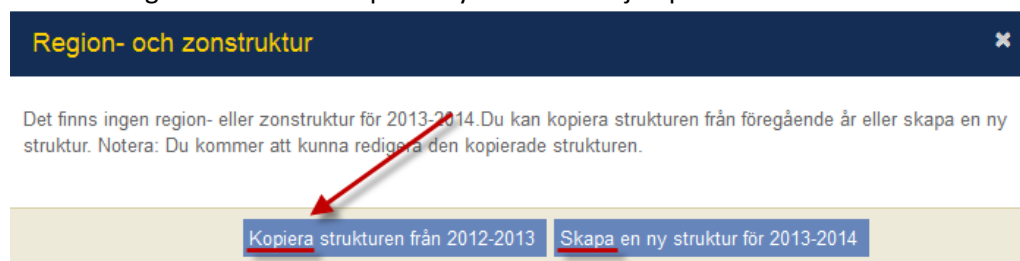 Region- och zonstruktur
Det finns ingen region- eller zonstruktur för 2013-2014.Du kan kopiera strukturen från föregående år eller skapa en ny
struktur. Notera: Du kommer att kunna redigera den kopierade strukturen.
Kopiera strukturen från 2012-2013 Skapa en ny struktur för 2013-2014